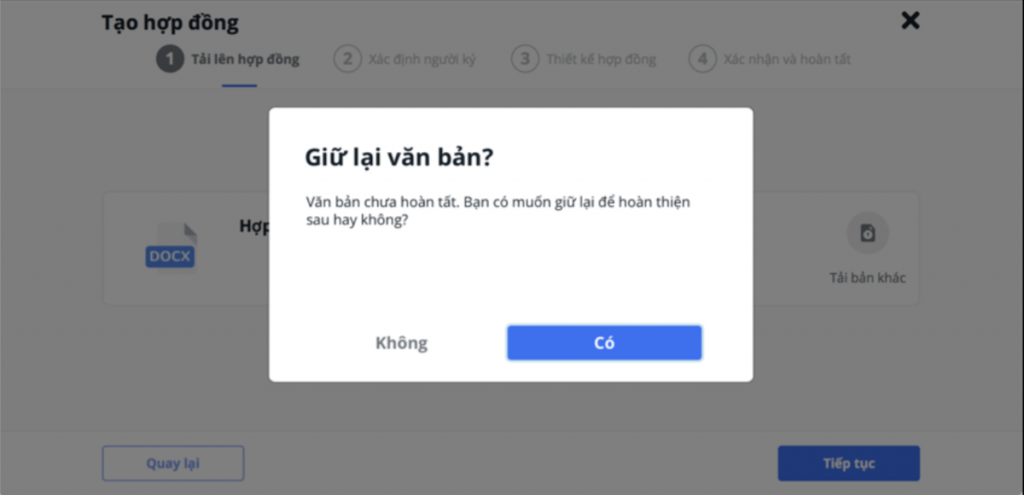 Tạo hợp đồng
1 Tải lên hợp đồng 2 Xác định người ký 3 Thiết kế hợp đồng 4 Xác nhận và hoàn tất
Giữ lại văn bản?
Văn bản chưa hoàn tất. Bạn có muốn giữ lại để hoàn thiện
sau hay không?
DOCX
Tải bản khác
Không Có
Quay lại Tiếp tục